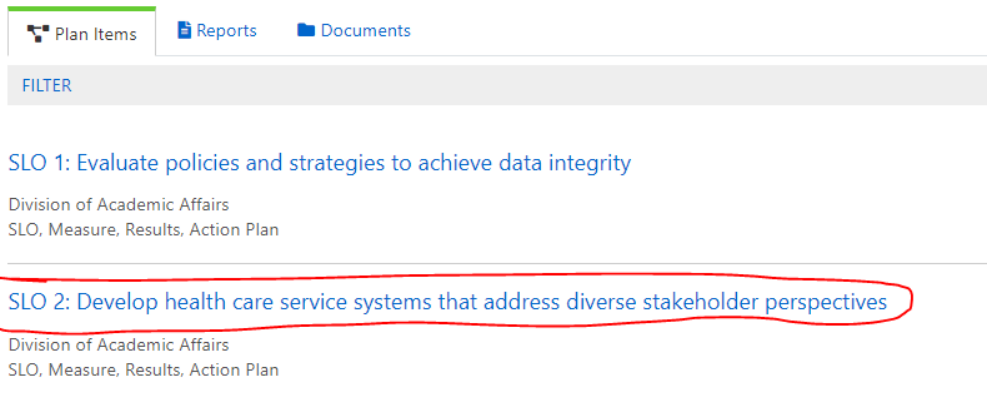 Plan Items Reports Documents
FILTER
SLO 1: Evaluate policies and strategies to achieve data integrity
Division of Academic Affairs
SLO, Measure, Results, Action Plan
SLO 2: Develop health care service systems that address diverse stakeholder perspectives
Division of Academic Affairs
SLO, Measure, Results, Action Plan